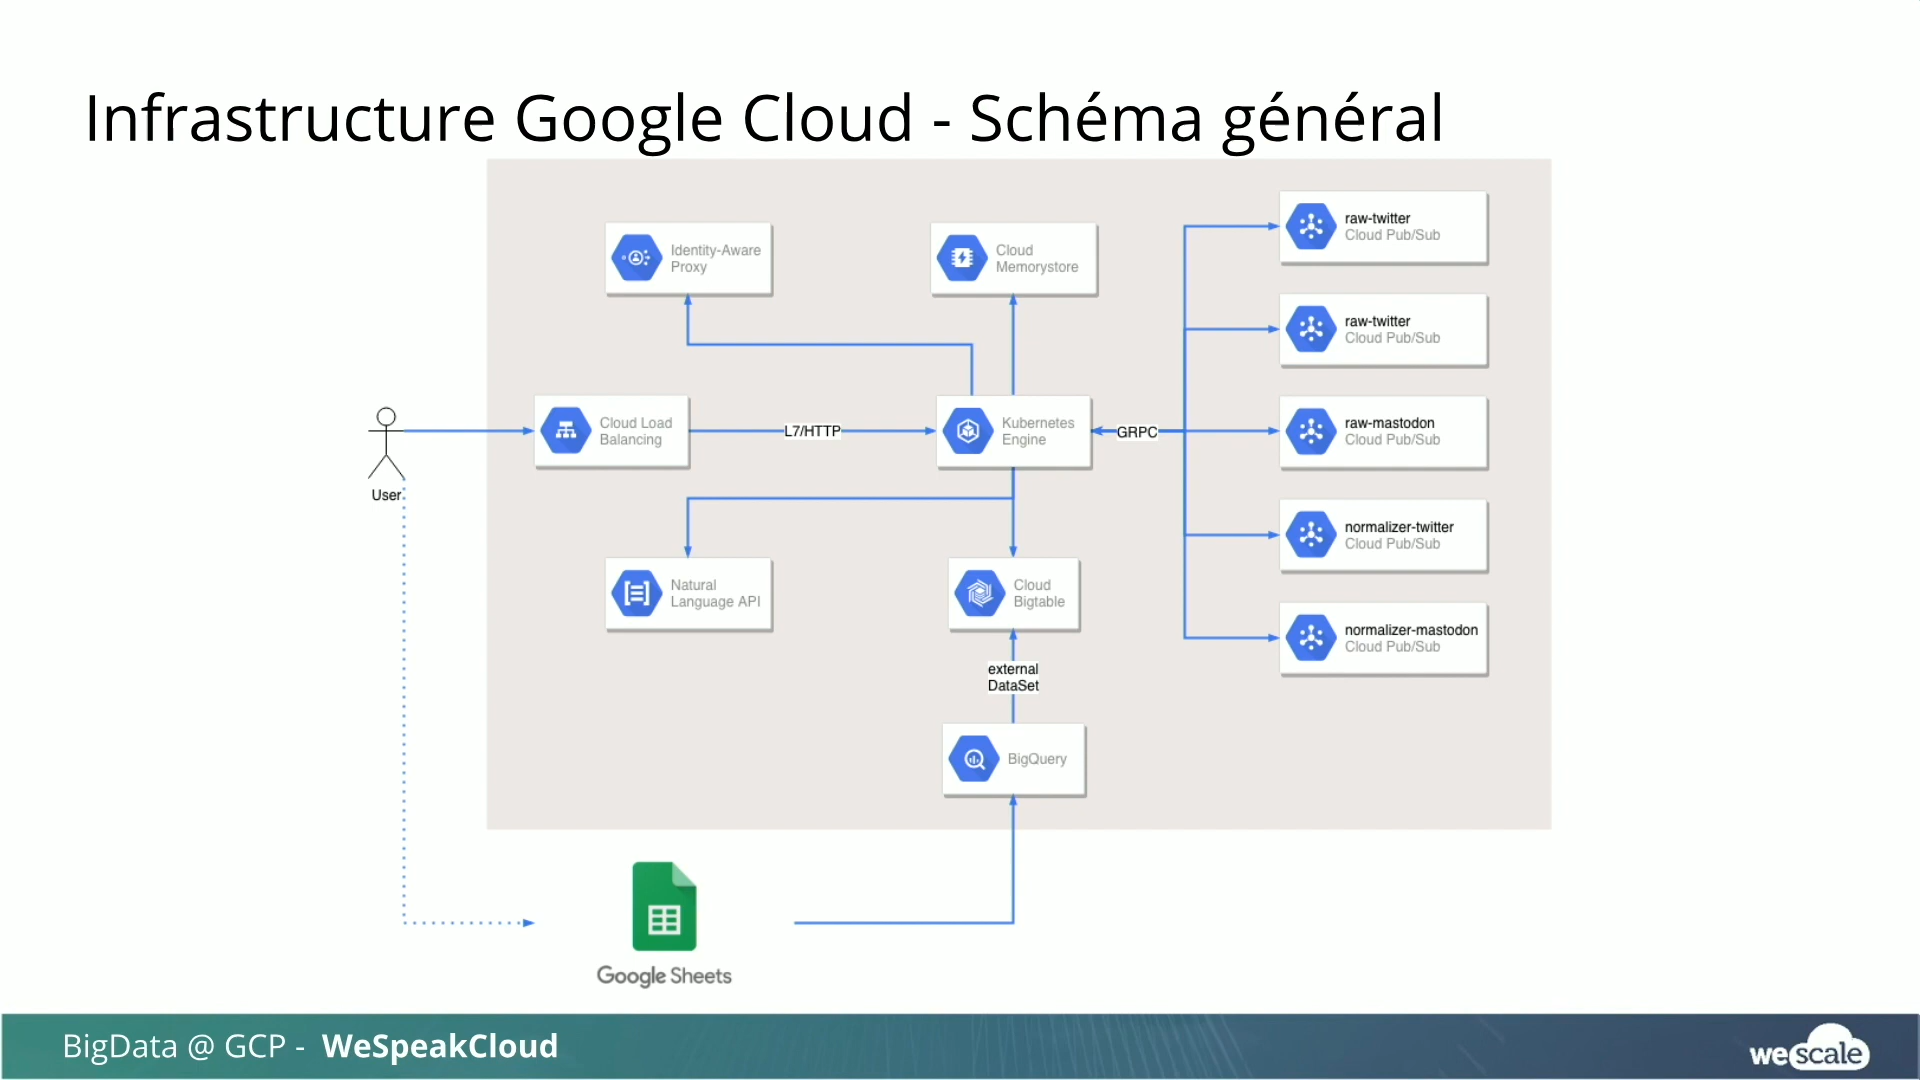 Infrastructure Google Cloud - Schéma général
Identity-Aware
Proxy
Cloud
Memorystore
raw-twitter
Cloud Pub/Sub
raw-twitter
Cloud Pub/Sub
User
Cloud Load
Balancing
L7/HTTP
Kubernetes
Engine
GRPC
raw-mastodon
Cloud Pub/Sub
normalizer-twitter
Cloud Pub/Sub
Natural
Language API
Cloud
Bigtable
normalizer-mastodon
Cloud Pub/Sub
external
DataSet
BigQuery
Google Sheets
BigData @ GCP - WeSpeakCloud
wescale